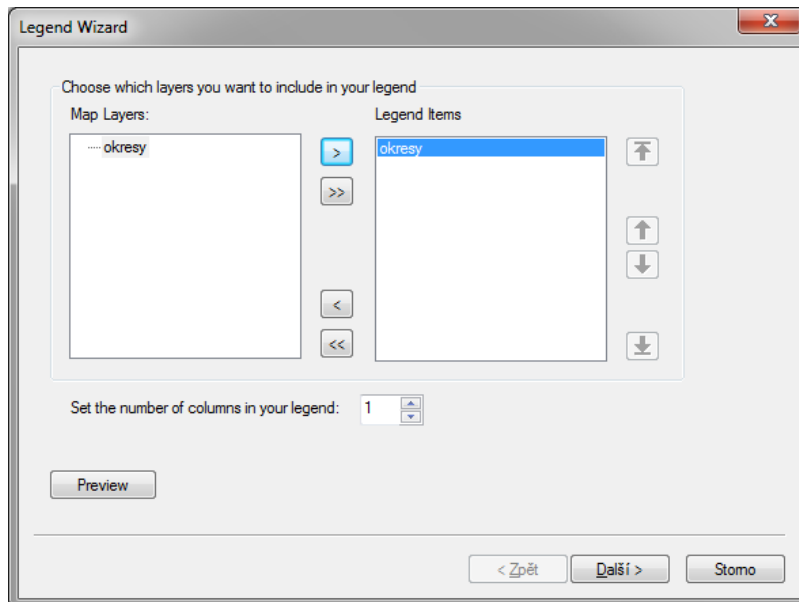 Legend Wizard
Choose which layers you want to include in your legend
Map Layers:
Legend Items
okresy
>
okresy
>>
<
<<
Set the number of columns in your legend: 1
Preview
< Zpět
Další >
Storno